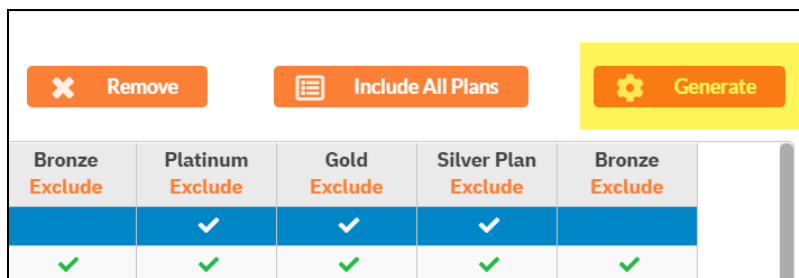 Remove Include All Plans Generate
Bronze Platinum Gold Silver Plan Bronze
Exclude Exclude Exclude Exclude Exclude